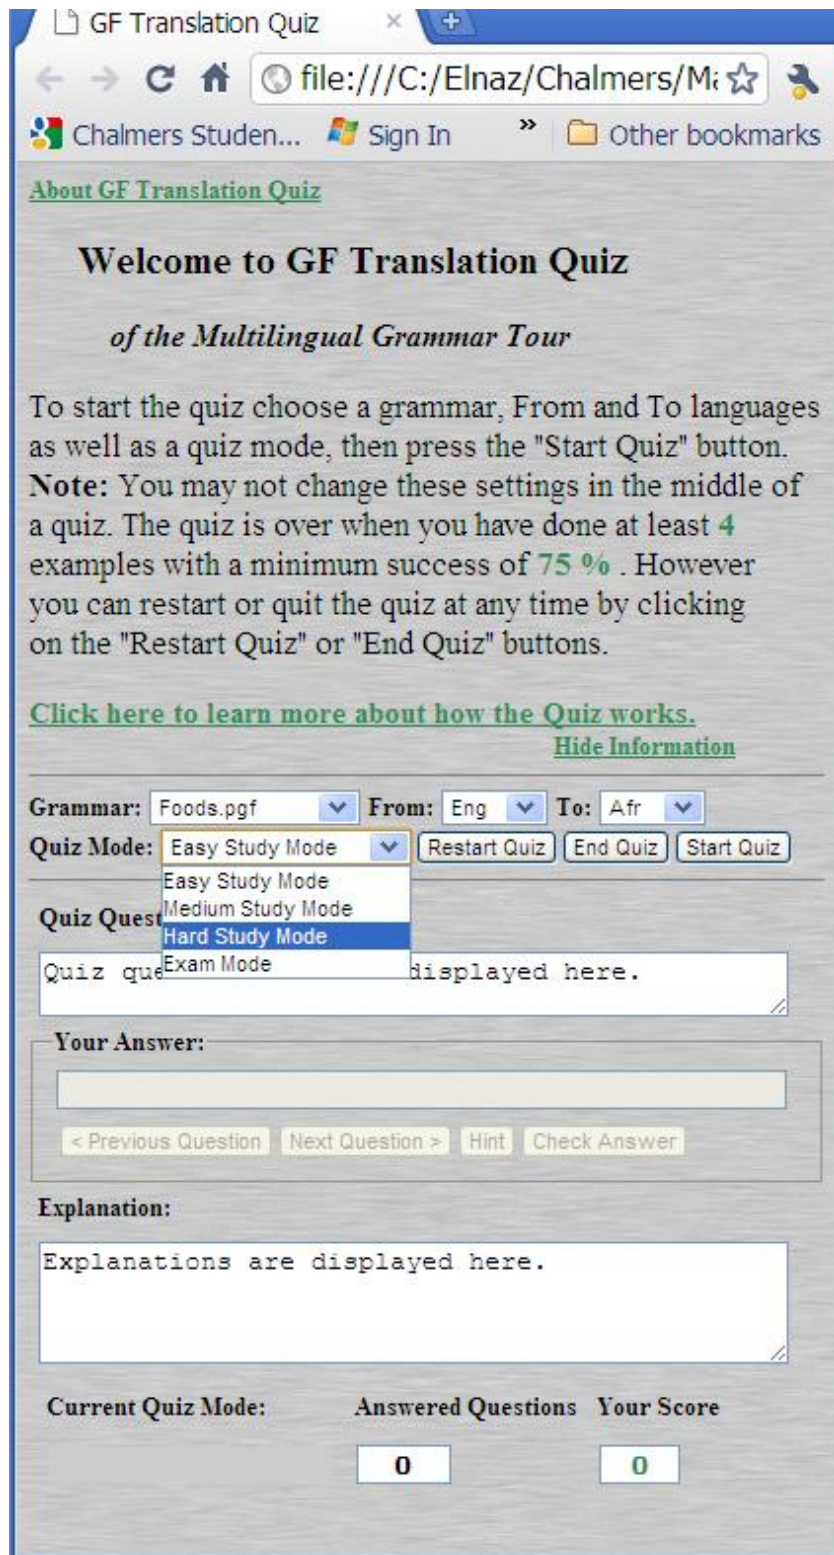 GF Translation Quiz
file:///C:/Elnaz/Chalmers/Ma
Chalmers Studen... Sign In » Other bookmarks
About GF Translation Quiz
Welcome to GF Translation Quiz
of the Multilingual Grammar Tour
To start the quiz choose a grammar, From and To languages
as well as a quiz mode, then press the "Start Quiz" button.
Note: You may not change these settings in the middle of
a quiz. The quiz is over when you have done at least 4
examples with a minimum success of 75 % . However
you can restart or quit the quiz at any time by clicking
on the "Restart Quiz" or "End Quiz" buttons.
Click here to learn more about how the Quiz works.
Hide Information
Grammar: Foods.pgf From: Eng To: Afr
Quiz Mode: Easy Study Mode Restart Quiz End Quiz Start Quiz
Easy Study Mode
Medium Study Mode
Quiz Quest
Hard Study Mode
Exam Mode
Quiz que displayed here.
Your Answer:
< Previous Question Next Question > Hint Check Answer
Explanation:
Explanations are displayed here.
Current Quiz Mode: Answered Questions Your Score
0 0